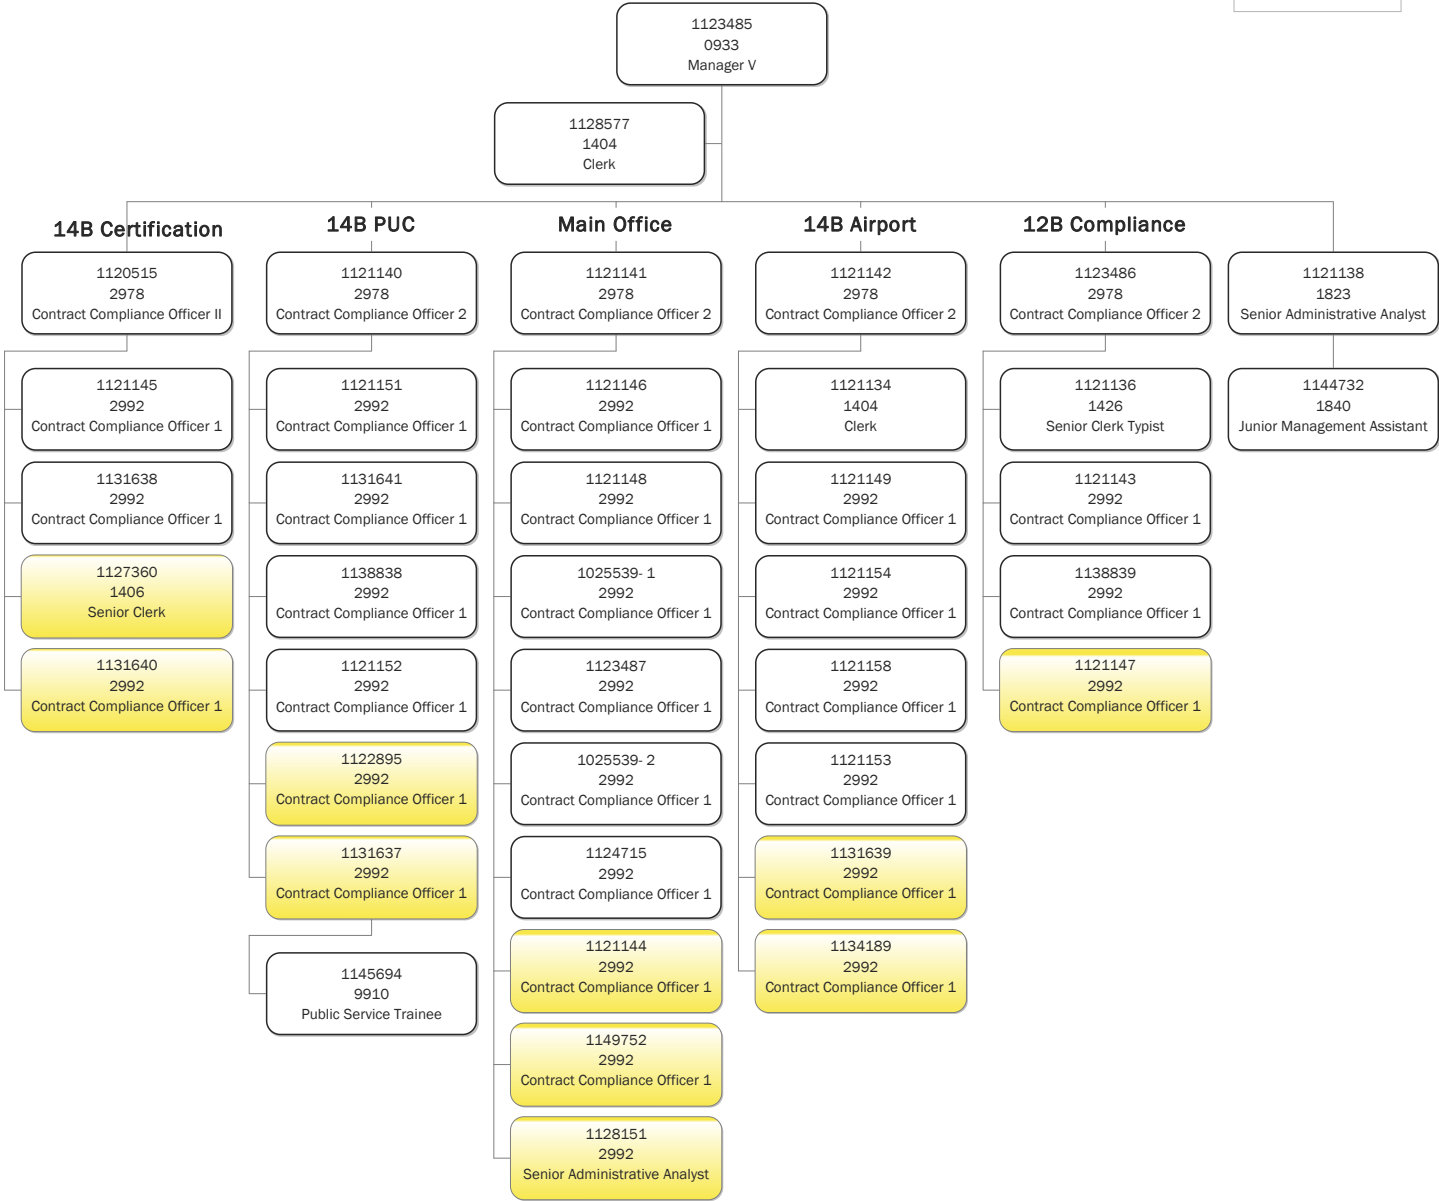 1123485
0933
Manager V
1128577
1404
Clerk
14B Certification
1120515
2978
Contract Compliance Officer II
1121145
2992
Contract Compliance Officer 1
1131638
2992
Contract Compliance Officer 1
1127360
1406
Senior Clerk
1131640
2992
Contract Compliance Officer 1
14B PUC
1121140
2978
Contract Compliance Officer 2
1121151
2992
Contract Compliance Officer 1
1131641
2992
Contract Compliance Officer 1
1138838
2992
Contract Compliance Officer 1
1121152
2992
Contract Compliance Officer 1
1122895
2992
Contract Compliance Officer 1
1131637
2992
Contract Compliance Officer 1
1145694
9910
Public Service Trainee
Main Office
1121141
2978
Contract Compliance Officer 2
1121146
2992
Contract Compliance Officer 1
1121148
2992
Contract Compliance Officer 1
1025539- 1
2992
Contract Compliance Officer 1
1123487
2992
Contract Compliance Officer 1
1025539- 2
2992
Contract Compliance Officer 1
1124715
2992
Contract Compliance Officer 1
1121144
2992
Contract Compliance Officer 1
1149752
2992
Contract Compliance Officer 1
1128151
2992
Senior Administrative Analyst
14B Airport
1121142
2978
Contract Compliance Officer 2
1121134
1404
Clerk
1121149
2992
Contract Compliance Officer 1
1121154
2992
Contract Compliance Officer 1
1121158
2992
Contract Compliance Officer 1
1121153
2992
Contract Compliance Officer 1
1131639
2992
Contract Compliance Officer 1
1134189
2992
Contract Compliance Officer 1
12B Compliance
1123486
2978
Contract Compliance Officer 2
1121136
1426
Senior Clerk Typist
1121143
2992
Contract Compliance Officer 1
1138839
2992
Contract Compliance Officer 1
1121147
2992
Contract Compliance Officer 1
1121138
1823
Senior Administrative Analyst
1144732
1840
Junior Management Assistant